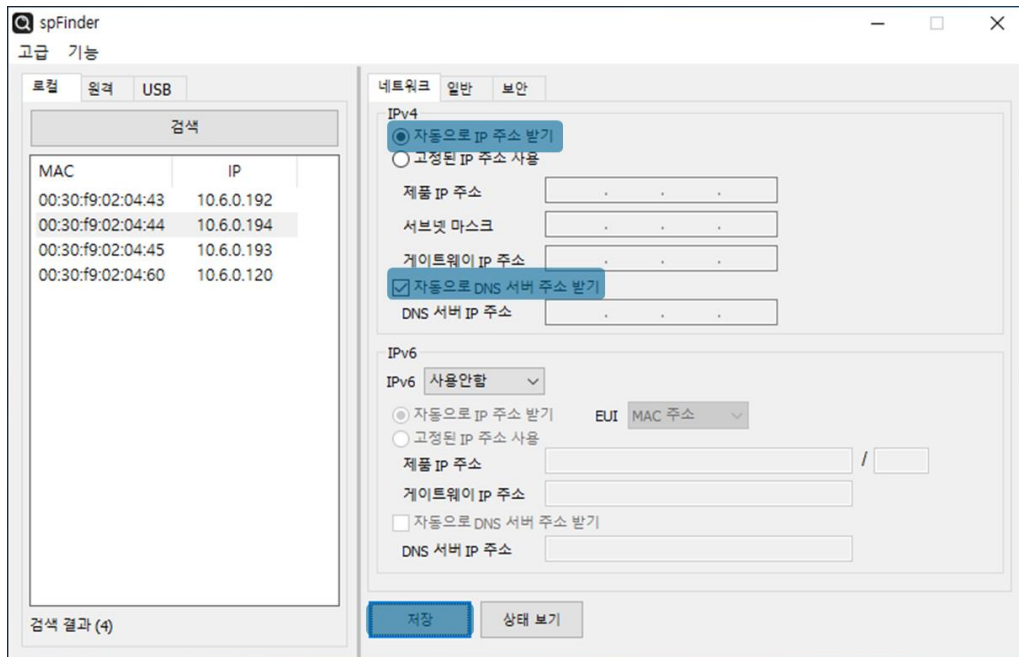 spFinder
고급 기능
로컬 원격 USB
검색
MAC IP
00:30:f9:02:04:43 10.6.0.192
00:30:f9:02:04:44 10.6.0.194
00:30:f9:02:04:45 10.6.0.193
00:30:f9:02:04:60 10.6.0.120
검색 결과 (4)
네트워크 일반 보안
IPv4
자동으로 IP 주소 받기
고정된 IP 주소 사용
제품 IP 주소 . . .
서브넷 마스크 . . .
게이트웨이 IP 주소 . . .
자동으로 DNS 서버 주소 받기
DNS 서버 IP 주소 . . .
IPv6
IPv6 사용안함
자동으로 IP 주소 받기 EUI MAC 주소
고정된 IP 주소 사용
제품 IP 주소 /
게이트웨이 IP 주소
자동으로 DNS 서버 주소 받기
DNS 서버 IP 주소
저장 상태 보기